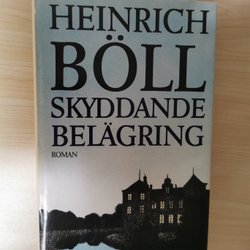 HEINRICH
BÖLL
SKYDDANDE
BELÄGRING
ROMAN